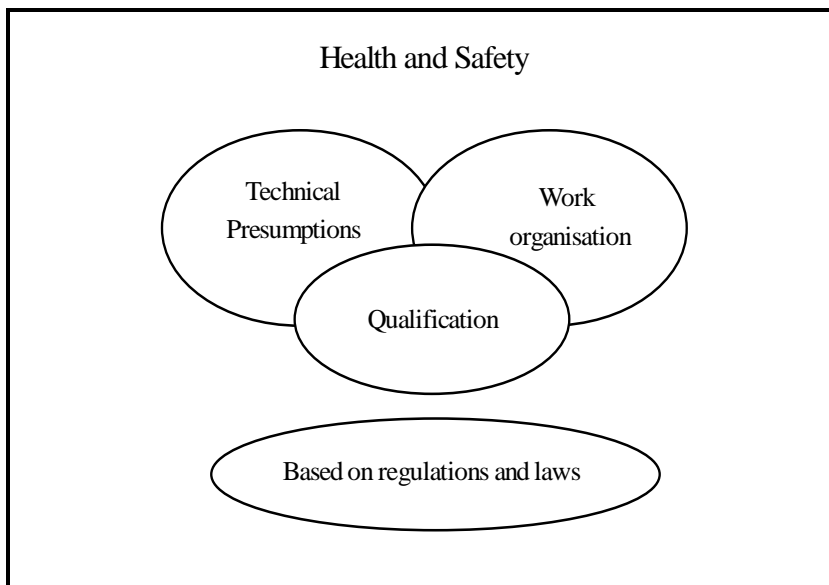 Health and Safety
Technical
Presumptions
Work
organisation
Qualification
Based on regulations and laws